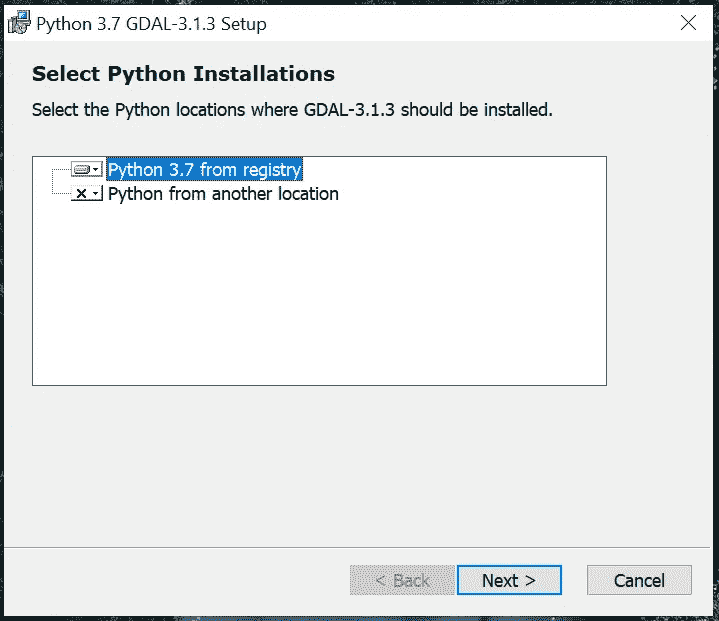 Python 3.7 GDAL-3.1.3 Setup
Select Python Installations
Select the Python locations where GDAL-3.1.3 should be installed.
Python 3.7 from registry
Python from another location
< Back Next > Cancel